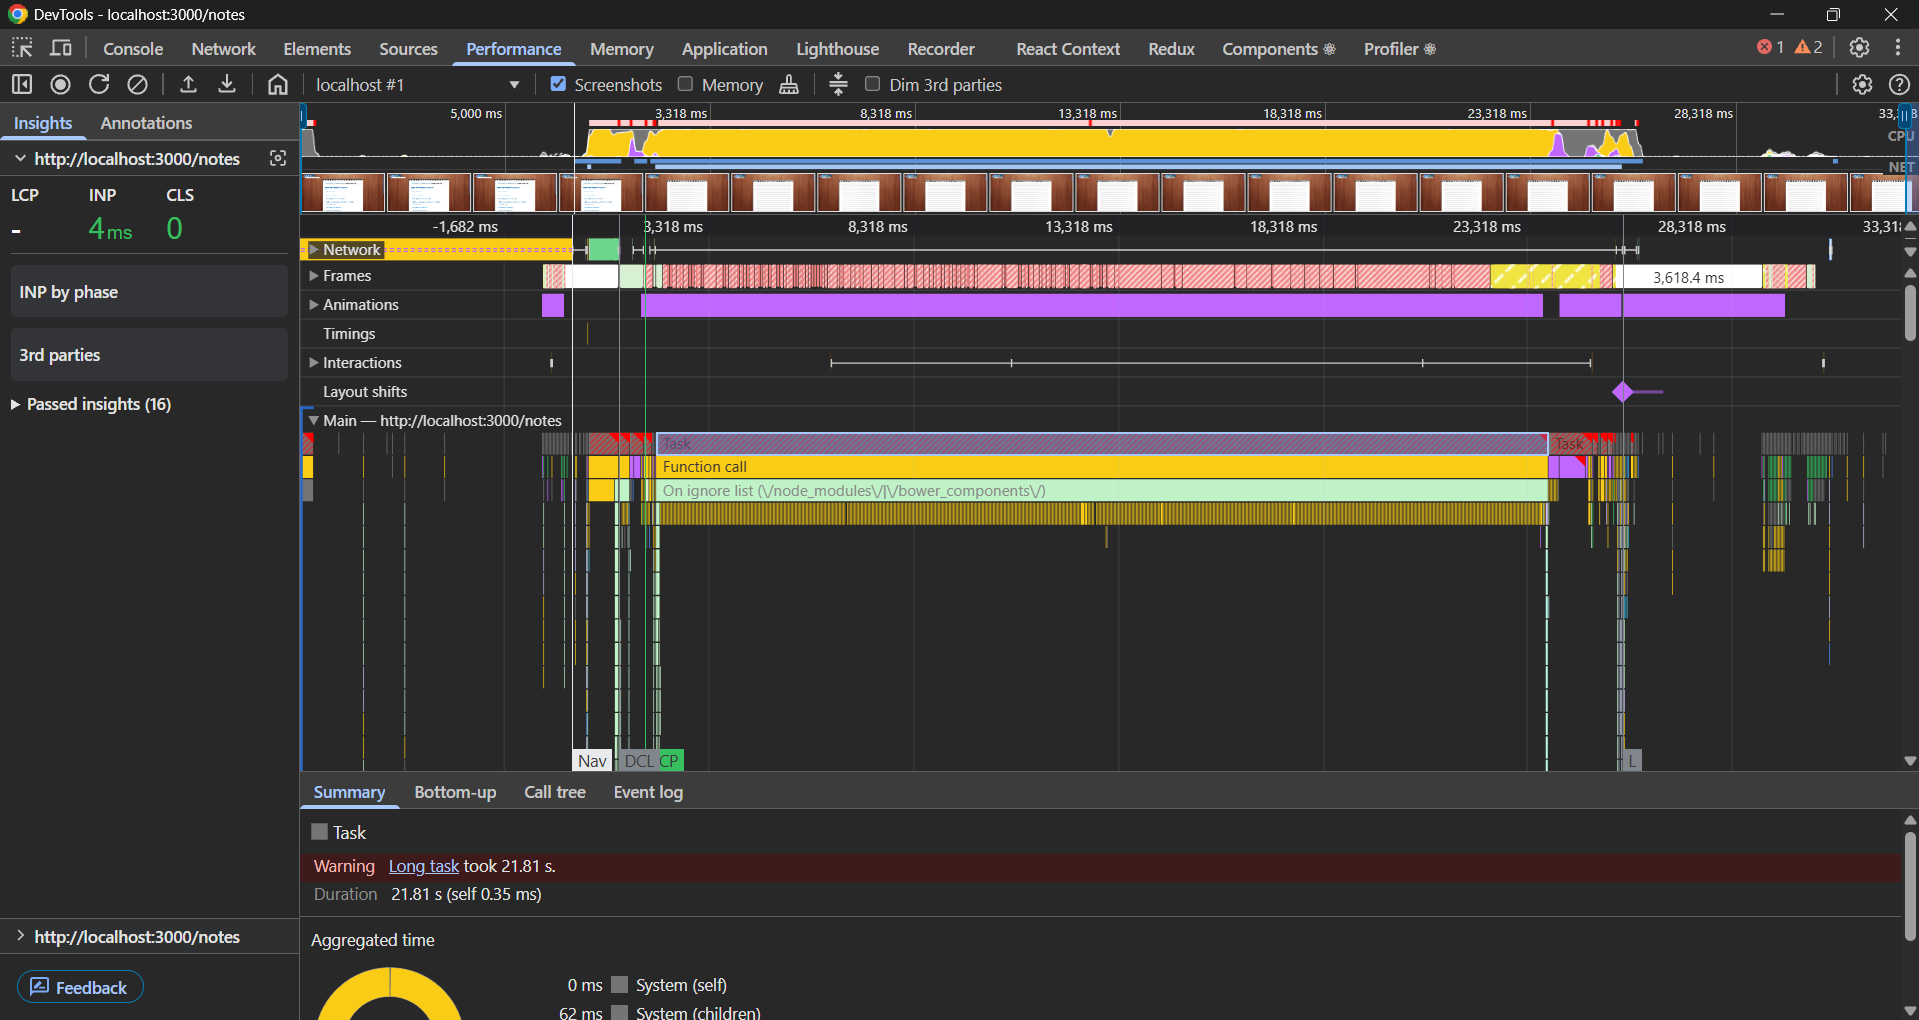 DevTools - localhost:3000/notes
Console Network Elements Sources Performance Memory Application Lighthouse Recorder React Context Redux Components Profiler 1 2
localhost #1 Screenshots Memory Dim 3rd parties
Insights Annotations
http://localhost:3000/notes
LCP INP CLS
- 4 ms 0
INP by phase
3rd parties
Passed insights (16)
http://localhost:3000/notes
Feedback
5,000 ms 3,318 ms 8,318 ms 13,318 ms 18,318 ms 23,318 ms 28,318 ms
CPU
NET
-1,682 ms 3,318 ms 8,318 ms 13,318 ms 18,318 ms 23,318 ms 28,318 ms
Network
Frames 3,618.4 ms
Animations
Timings
Interactions
Layout shifts
Main — http://localhost:3000/notes
Task Task
Function call
On ignore list (\/node_modules\/|\/bower_components\/)
Nav DCL CP L
Summary Bottom-up Call tree Event log
Task
Warning Long task took 21.81 s.
Duration 21.81 s (self 0.35 ms)
Aggregated time
0 ms System (self)
62 ms System (children)